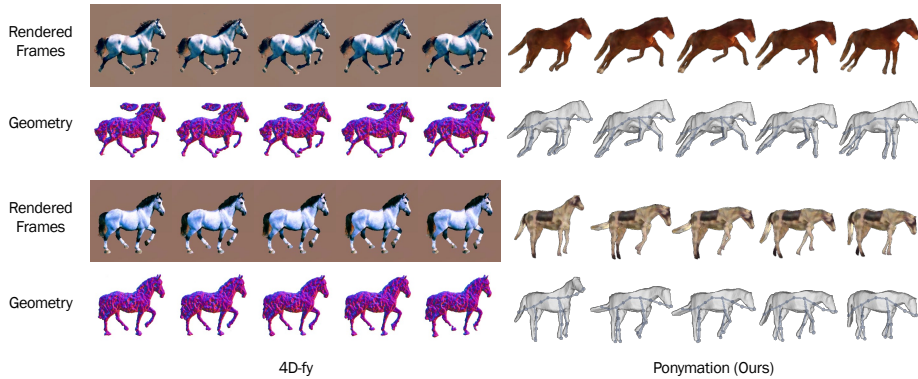 Rendered
Frames
Geometry
Rendered
Frames
Geometry
4D-fy
Ponymation (Ours)